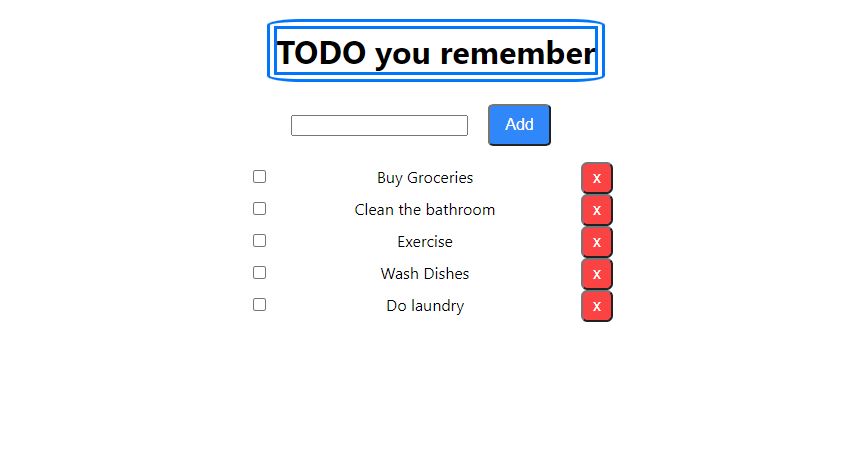 TODO you remember
Add
Buy Groceries x
Clean the bathroom x
Exercise x
Wash Dishes x
Do laundry x